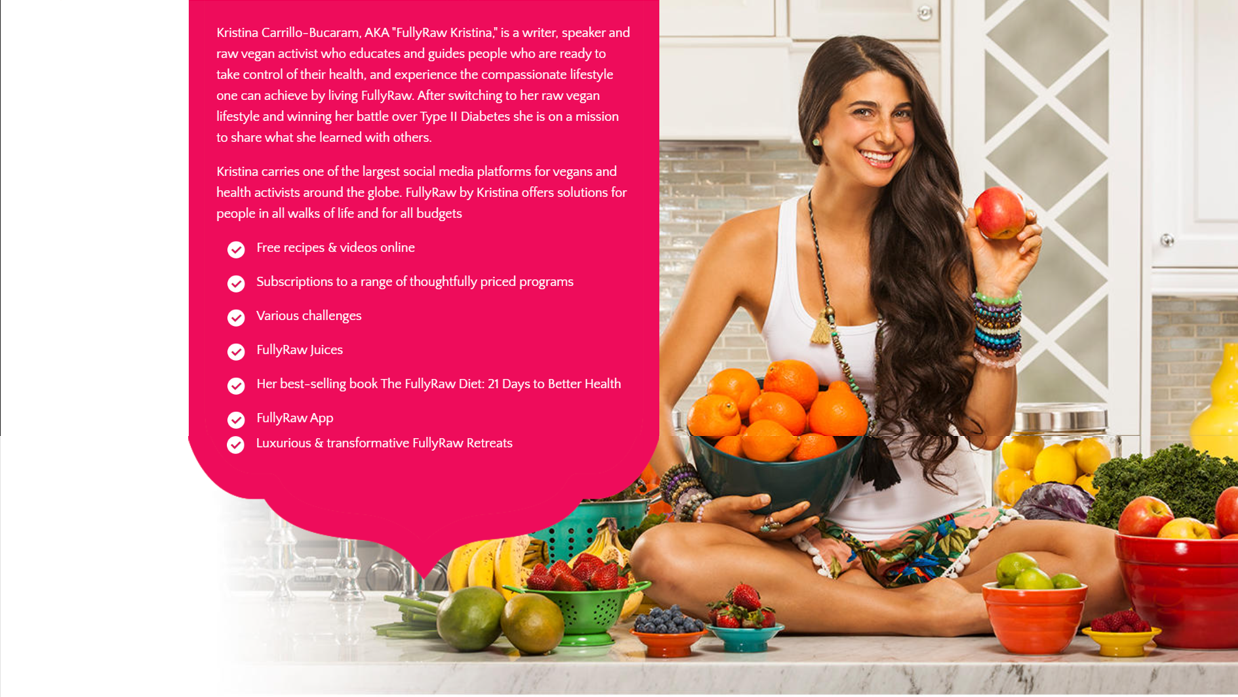 Kristina Carrillo-Bucaram, AKA "FullyRaw Kristina," is a writer, speaker and
raw vegan activist who educates and guides people who are ready to
take control of their health, and experience the compassionate lifestyle
one can achieve by living FullyRaw. After switching to her raw vegan
lifestyle and winning her battle over Type II Diabetes she is on a mission
to share what she learned with others.
Kristina carries one of the largest social media platforms for vegans and
health activists around the globe. FullyRaw by Kristina offers solutions for
people in all walks of life and for all budgets
Free recipes & videos online
Subscriptions to a range of thoughtfully priced programs
Various challenges
FullyRaw Juices
Her best-selling book The FullyRaw Diet: 21 Days to Better Health
FullyRaw App
Luxurious & transformative FullyRaw Retreats